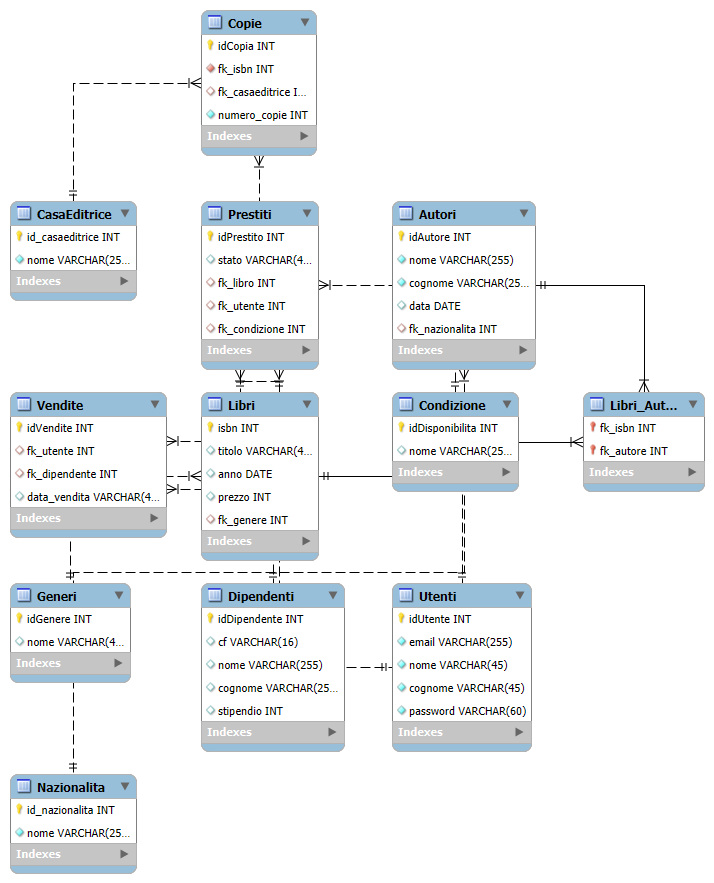 Copie
idCopia INT
fk_isbn INT
fk_casaeditrice I...
numero_copie INT
Indexes
CasaEditrice
id_casaeditrice INT
nome VARCHAR(25...
Indexes
Prestiti
idPrestito INT
stato VARCHAR(4...
fk_libro INT
fk_utente INT
fk_condizione INT
Indexes
Autori
idAutore INT
nome VARCHAR(255)
cognome VARCHAR(25...
data DATE
fk_nazionalita INT
Indexes
Vendite
idVendite INT
fk_utente INT
fk_dipendente INT
data_vendita VARCHAR(4...
Indexes
Libri
isbn INT
titolo VARCHAR(4...
anno DATE
prezzo INT
fk_genere INT
Indexes
Condizione
idDisponibilita INT
nome VARCHAR(25...
Indexes
Libri_Aut...
fk_isbn INT
fk_autore INT
Indexes
Generi
idGenere INT
nome VARCHAR(4...
Indexes
Dipendenti
idDipendente INT
cf VARCHAR(16)
nome VARCHAR(255)
cognome VARCHAR(25...
stipendio INT
Indexes
Utenti
idUtente INT
email VARCHAR(255)
nome VARCHAR(45)
cognome VARCHAR(45)
password VARCHAR(60)
Indexes
Nazionalita
id_nazionalita INT
nome VARCHAR(25...
Indexes